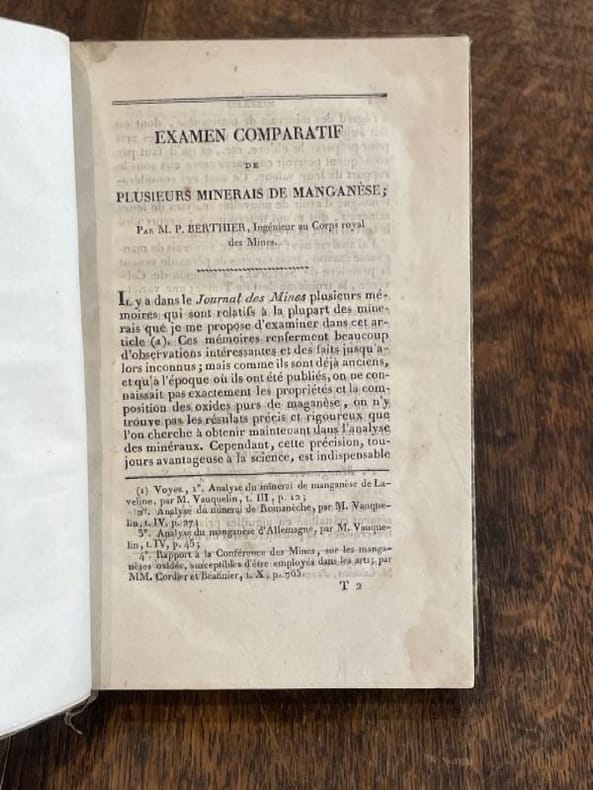 EXAMEN COMPARATIF
DE
PLUSIEURS MINERAIS DE MANGANÈSE;
PAR M. P. BERTHIER, Ingénieur au Corps royal
des Mines.
IL y a dans le Journal des Mines plusieurs mé-
moires qui sont relatifs à la plupart des mine-
rais que je me propose d'examiner dans cet ar-
ticle (1). Ces mémoires renferment beaucoup
d'observations intéressantes et des faits jusqu'a-
lors inconnus; mais comme ils sont déjà anciens,
et qu'à l'époque où ils ont été publiés, on ne con-
naissait pas exactement les propriétés et la com-
position des oxides purs de maganèse, on n'y
trouve pas les résnltats précis et rigoureux que
l'on cherche à obtenir maintenant dans l'analyse
des minéraux. Cependant, cette précision, tou-
jours avantageuse à la science, est indispensable
(1) Voyez, 1°. Analyse du minerai de manganèse de La-
veline, par M. Vauquelin, t. III, p. 12;
2°. Analyse du minerai de Romanèche, par M. Vauque-
lin, t. IV, p. 27;
3°. Analyse du manganèse d'Allemagne, par M. Vauque-
lin, t. IV, p. 45;
4°. Rapport à la Conférence des Mines, sur les manga-
nèses oxidés, susceptibles d'être employés dans les arts; par
MM. Cordier et Beaunier, t. X, p. 765.
T 2